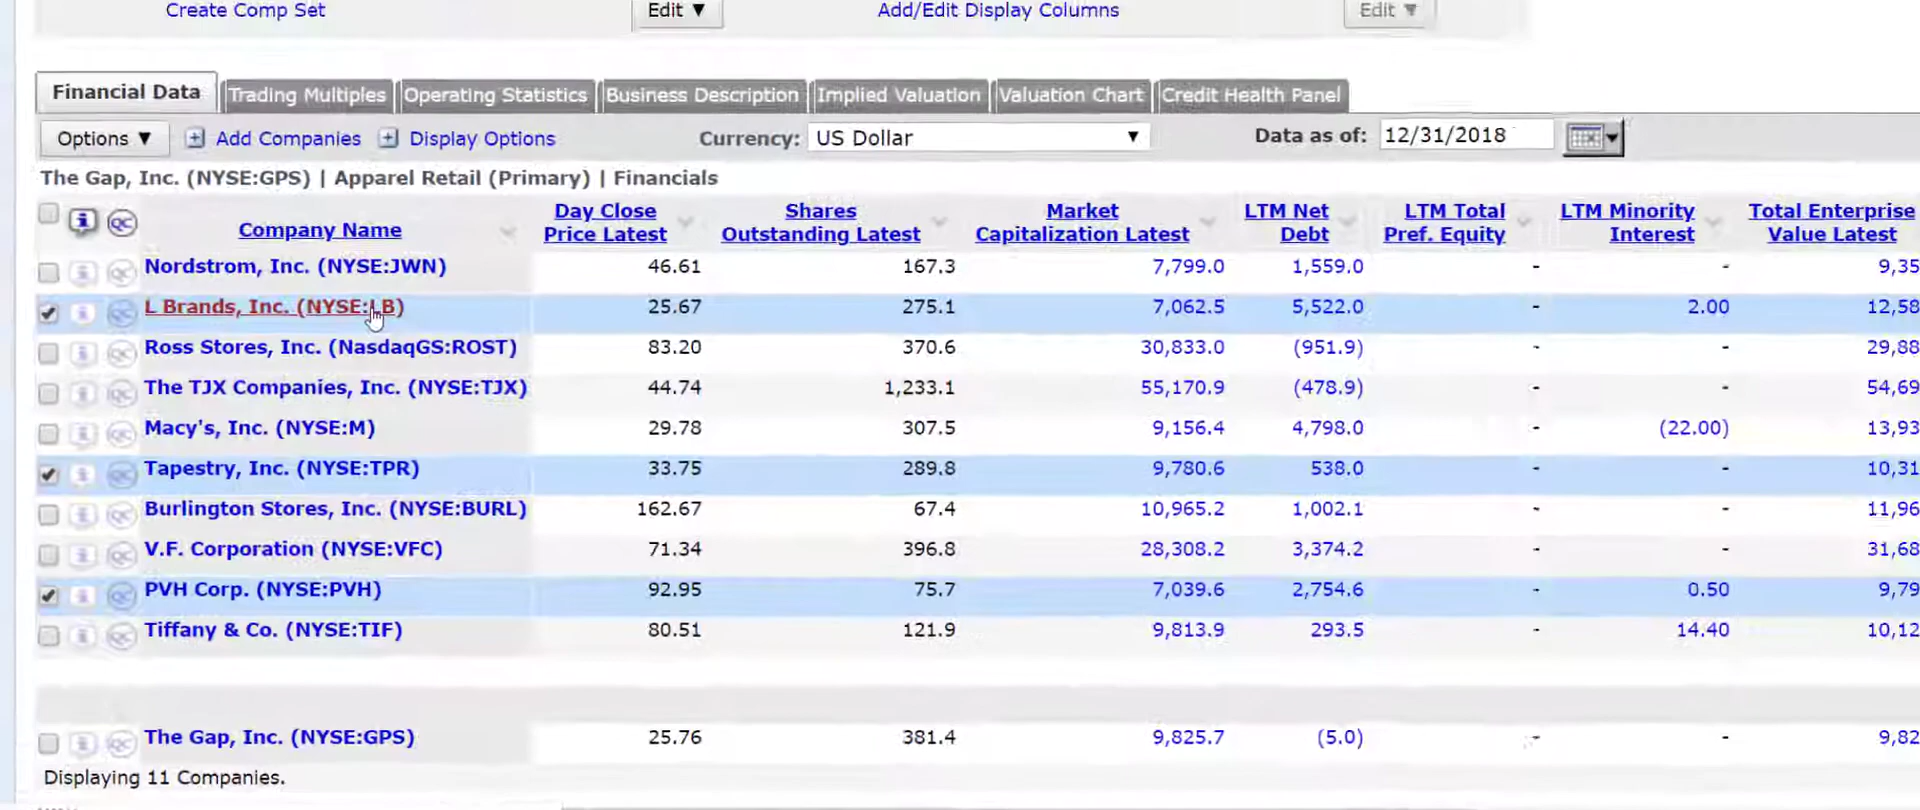 Create Comp Set Edit ▼ Add/Edit Display Columns Edit ▼
Financial Data Trading Multiples Operating Statistics Business Description Implied Valuation Valuation Chart Credit Health Panel
Options ▼ + Add Companies + Display Options Currency: US Dollar ▼ Data as of: 12/31/2018
The Gap, Inc. (NYSE:GPS) | Apparel Retail (Primary) | Financials
Company Name Day Close Price Latest Shares Outstanding Latest Market Capitalization Latest LTM Net Debt LTM Total Pref. Equity LTM Minority Interest Total Enterprise Value Latest
Nordstrom, Inc. (NYSE:JWN) 46.61 167.3 7,799.0 1,559.0 - - 9,35
L Brands, Inc. (NYSE:LB) 25.67 275.1 7,062.5 5,522.0 - 2.00 12,58
Ross Stores, Inc. (NasdaqGS:ROST) 83.20 370.6 30,833.0 (951.9) - - 29,88
The TJX Companies, Inc. (NYSE:TJX) 44.74 1,233.1 55,170.9 (478.9) - - 54,69
Macy's, Inc. (NYSE:M) 29.78 307.5 9,156.4 4,798.0 - (22.00) 13,93
Tapestry, Inc. (NYSE:TPR) 33.75 289.8 9,780.6 538.0 - - 10,31
Burlington Stores, Inc. (NYSE:BURL) 162.67 67.4 10,965.2 1,002.1 - - 11,96
V.F. Corporation (NYSE:VFC) 71.34 396.8 28,308.2 3,374.2 - - 31,68
PVH Corp. (NYSE:PVH) 92.95 75.7 7,039.6 2,754.6 - 0.50 9,79
Tiffany & Co. (NYSE:TIF) 80.51 121.9 9,813.9 293.5 - 14.40 10,12
The Gap, Inc. (NYSE:GPS) 25.76 381.4 9,825.7 (5.0) - - 9,82
Displaying 11 Companies.